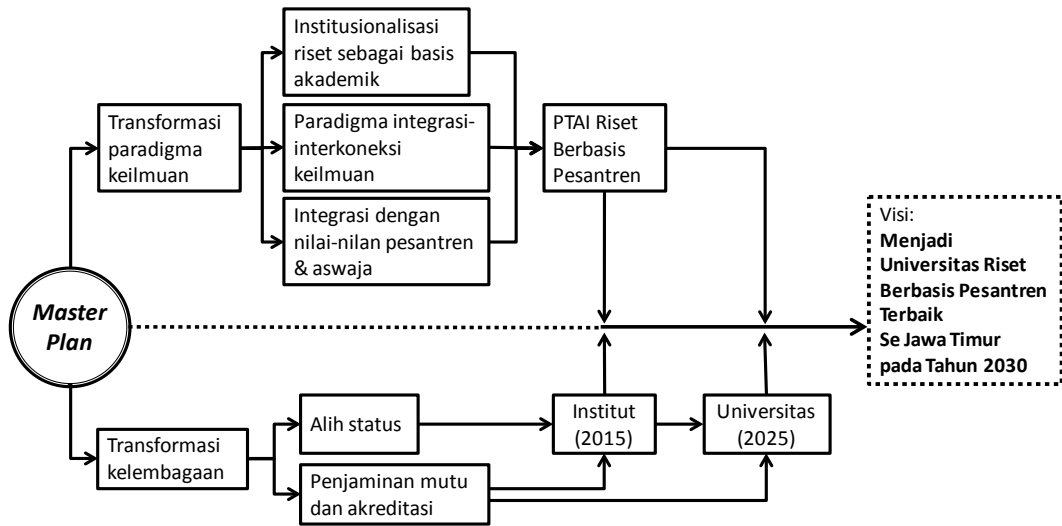 Institusionalisasi
riset sebagai basis
akademik
Transformasi
paradigma
keilmuan
Paradigma integrasi-
interkoneksi
keilmuan
PTAI Riset
Berbasis
Pesantren
Integrasi dengan
nilai-nilan pesantren
& aswaja
Master
Plan
Visi:
Menjadi
Universitas Riset
Berbasis Pesantren
Terbaik
Se Jawa Timur
pada Tahun 2030
Transformasi
kelembagaan
Alih status
Institut
(2015)
Universitas
(2025)
Penjaminan mutu
dan akreditasi